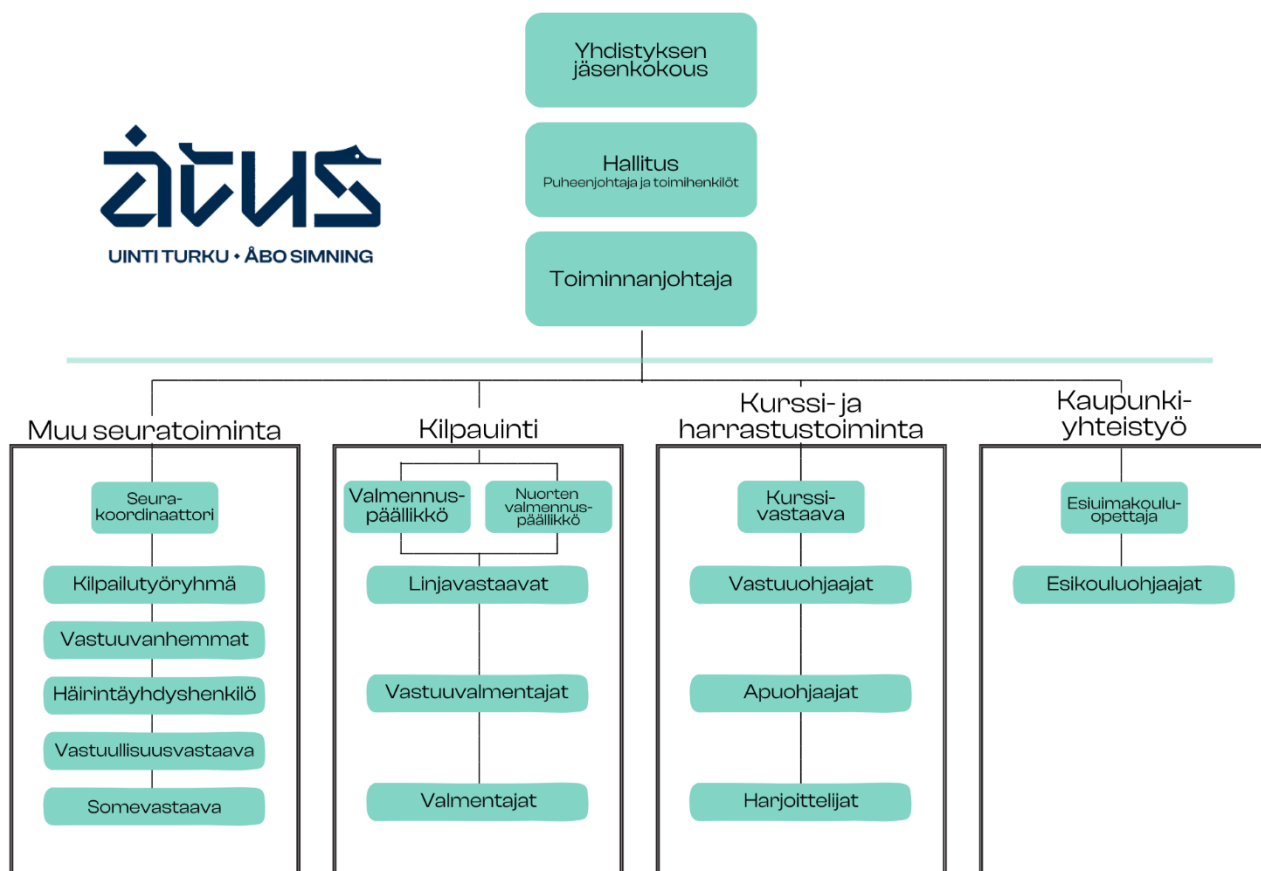 Yhdistyksen
jäsenkokous
Hallitus
Puheenjohtaja ja toimihenkilöt
Toiminnanjohtaja
åtus
UINTI TURKU • ÅBO SIMNING
Muu seuratoiminta
Seura-
koordinaattori
Kilpailutyöryhmä
Vastuuvanhemmat
Häirintäyhdyshenkilö
Vastuullisuusvastaava
Somevastaava
Kilpauinti
Valmennus-
päällikkö
Nuorten
valmennus-
päällikkö
Linjavastaavat
Vastuuvalmentajat
Valmentajat
Kurssi- ja
harrastustoiminta
Kurssi-
vastaava
Vastuuohjaajat
Apuohjaajat
Harjoittelijat
Kaupunki-
yhteistyö
Esiuimakoulu-
opettaja
Esikouluohjaajat